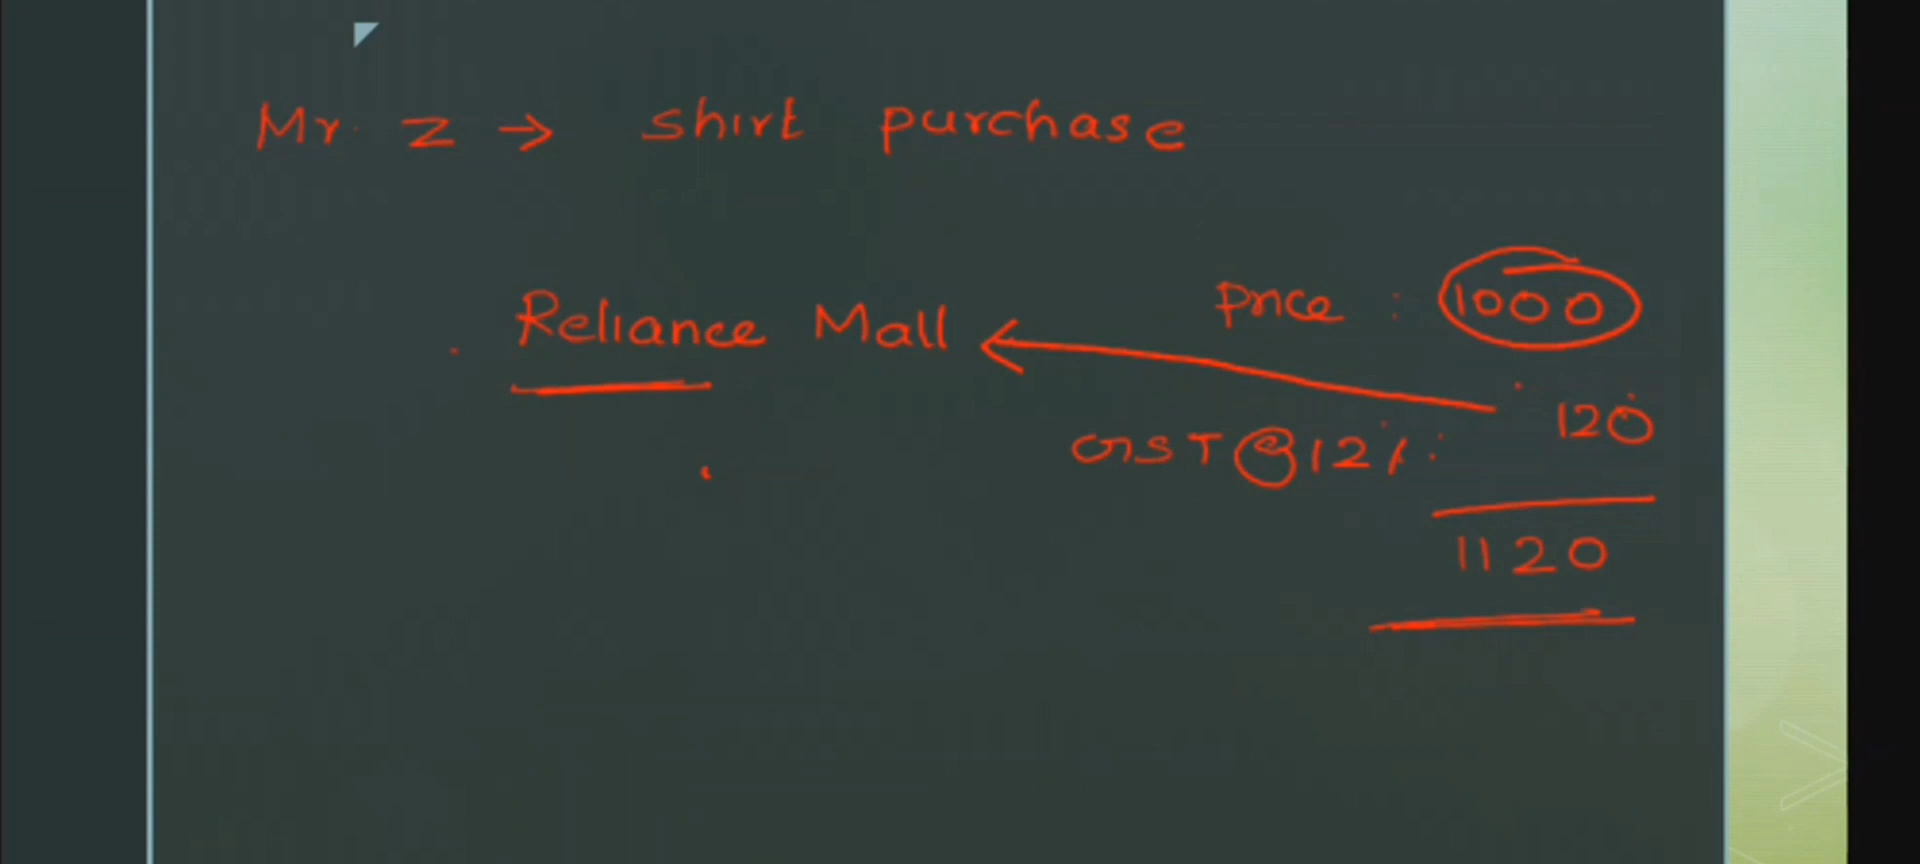 Mr. Z → shirt purchase
Reliance Mall
Price : 1000
120
GST @ 12% :
1120